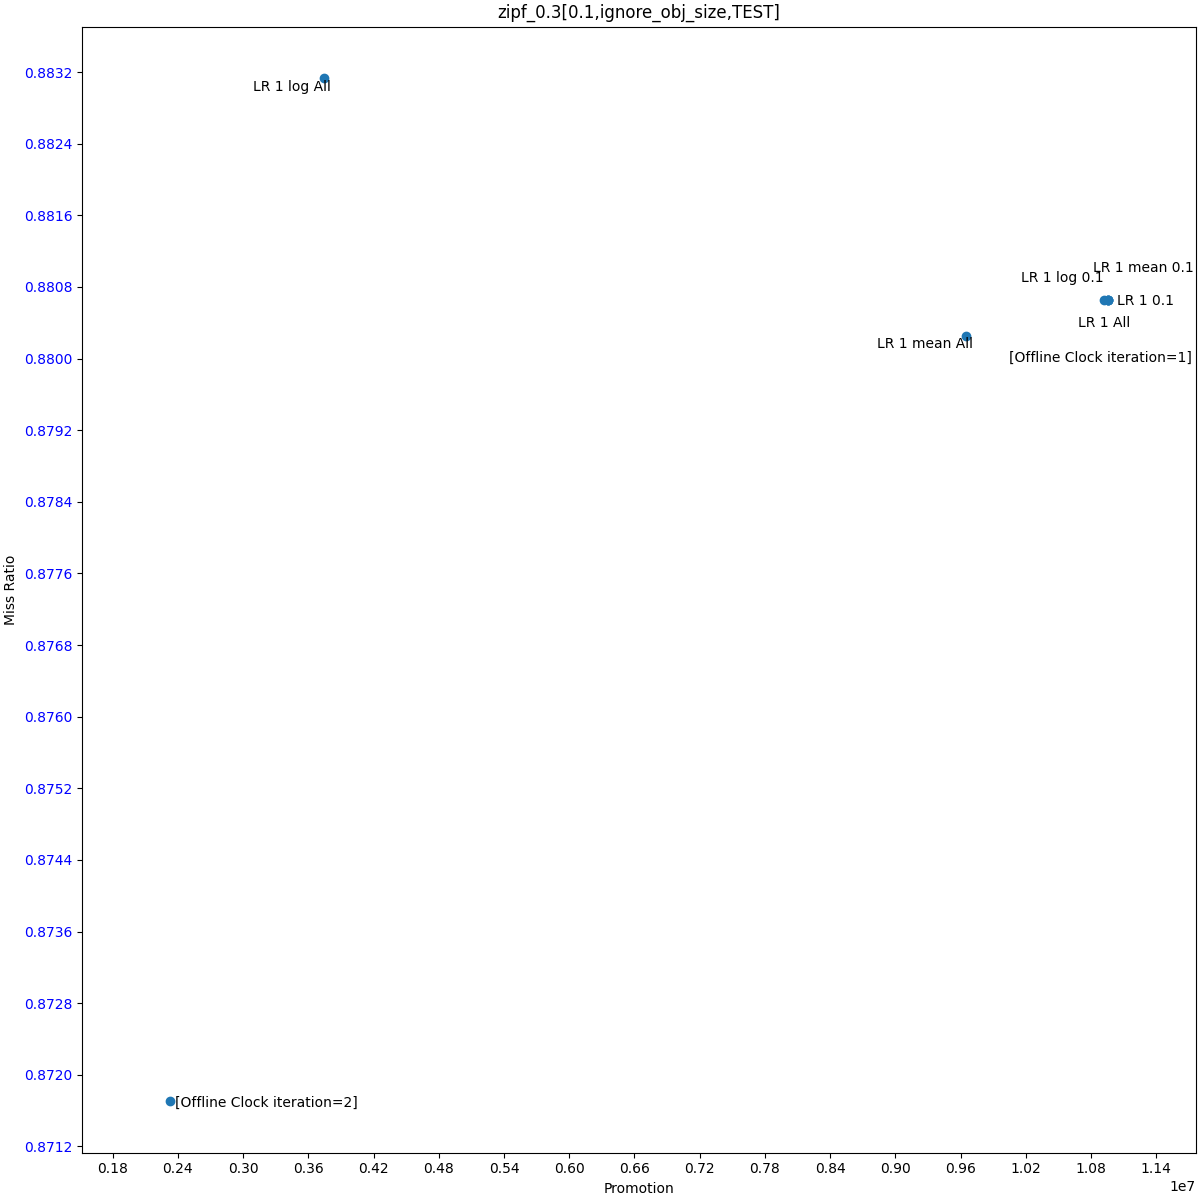 zipf_0.3[0.1,ignore_obj_size,TEST]
0.8832
0.8824
0.8816
0.8808
0.8800
0.8792
0.8784
0.8776
0.8768
0.8760
0.8752
0.8744
0.8736
0.8728
0.8720
0.8712
Miss Ratio
LR 1 log All
LR 1 mean 0.1
LR 1 log 0.1
LR 1 0.1
LR 1 All
LR 1 mean All
[Offline Clock iteration=1]
[Offline Clock iteration=2]
0.18 0.24 0.30 0.36 0.42 0.48 0.54 0.60 0.66 0.72 0.78 0.84 0.90 0.96 1.02 1.08 1.14
1e7
Promotion